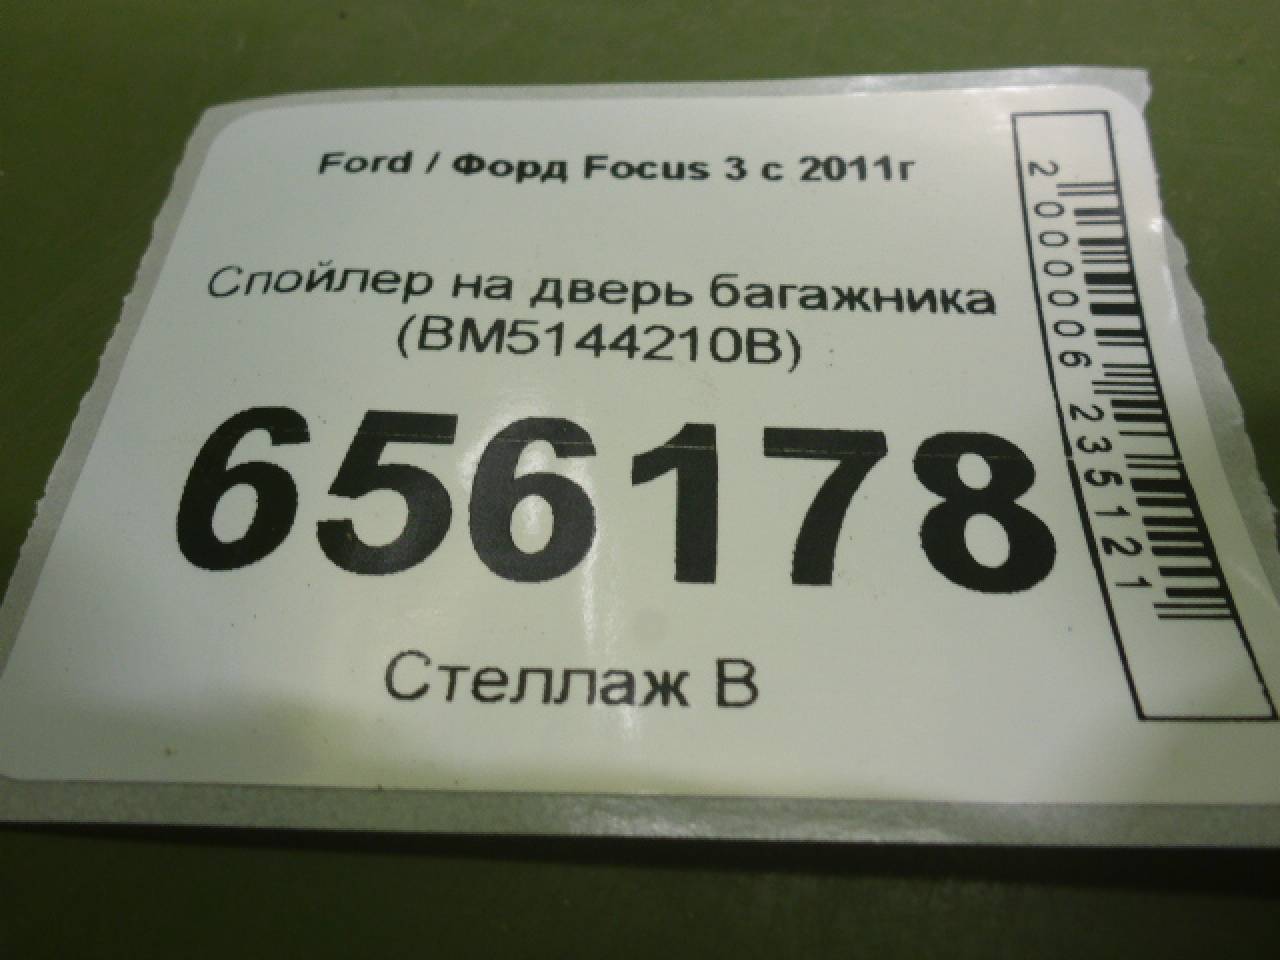 Ford / Форд Focus 3 с 2011г
Спойлер на дверь багажника
(BM5144210B)
656178
Стеллаж В
2000006235121